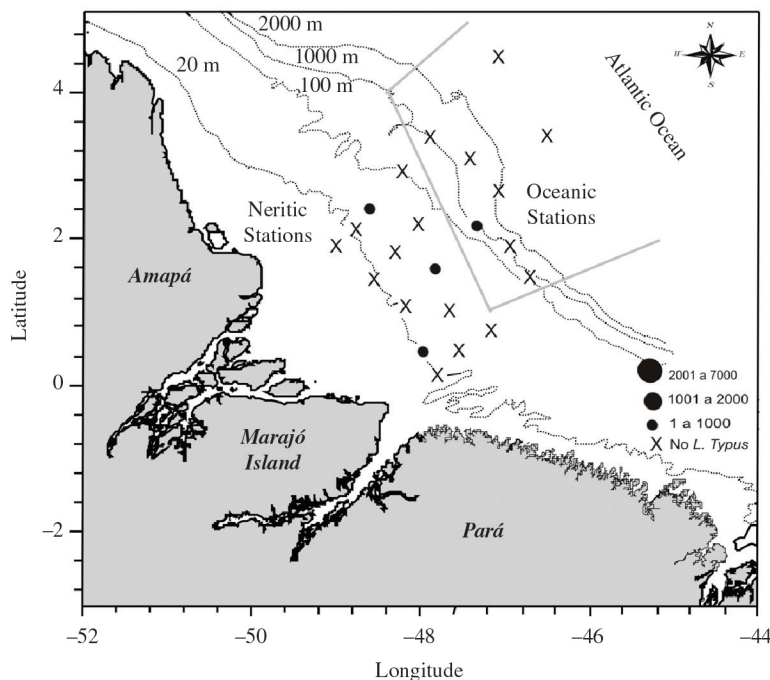 2000 m
1000 m
100 m
20 m
N
W
E
S
Atlantic Ocean
Oceanic
Stations
Neritic
Stations
Amapá
Marajó
Island
Pará
2001 a 7000
1001 a 2000
1 a 1000
X No L. Typus
Latitude
4
2
0
−2
−52
−50
−48
−46
−44
Longitude